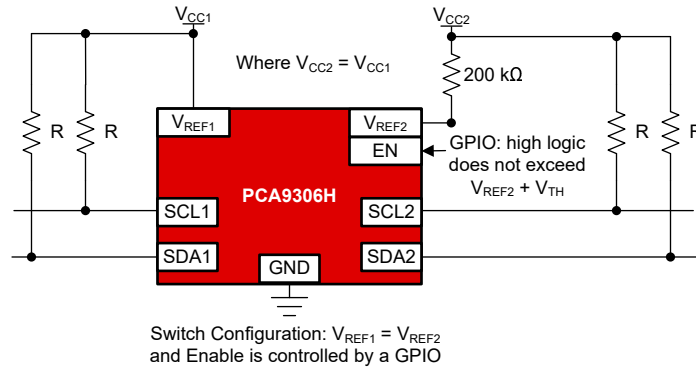 VCC1
VCC2
Where VCC2 = VCC1
200 kΩ
R
R
R
VREF1
VREF2
EN
GPIO: high logic
does not exceed
VREF2 + VTH
PCA9306H
SCL1
SCL2
SDA1
SDA2
GND
Switch Configuration: VREF1 = VREF2
and Enable is controlled by a GPIO